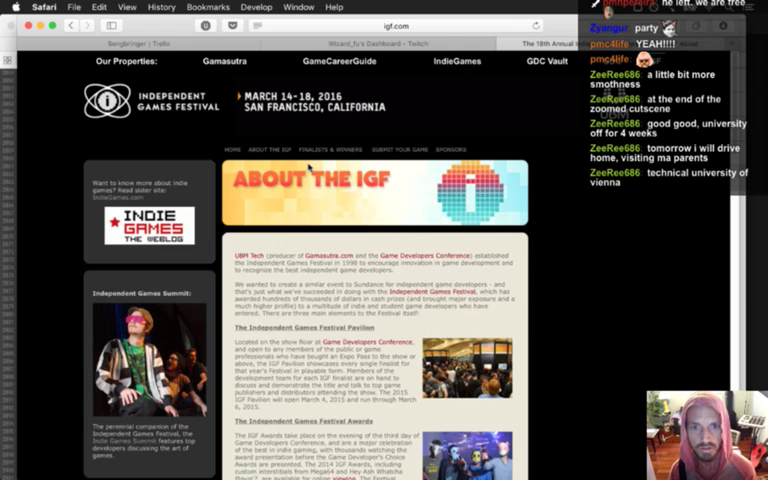 Safari File Edit View History Bookmarks Develop Window Help
igf.com
Songbringer | Trello
Wizard_fu's Dashboard - Twitch
The 18th Annual Inde
About
Our Properties: Gamasutra GameCareerGuide IndieGames GDC Vault
INDEPENDENT
GAMES FESTIVAL
MARCH 14-18, 2016
SAN FRANCISCO, CALIFORNIA
UBM
HOME ABOUT THE IGF FINALISTS & WINNERS SUBMIT YOUR GAME SPONSORS
Want to know more about indie
games? Read sister site:
IndieGames.com:
INDIE
GAMES
THE WEBLOG
Independent Games Summit:
The perennial companion of the
Independent Games Festival, the
Indie Games Summit features top
developers discussing the art of
games.
ABOUT THE IGF
UBM Tech (producer of Gamasutra.com and the Game Developers Conference) established
the Independent Games Festival in 1998 to encourage innovation in game development and
to recognize the best independent game developers.
We wanted to create a similar event to Sundance for independent game developers - and
that's just what we've succeeded in doing with the Independent Games Festival, which has
awarded hundreds of thousands of dollars in cash prizes (and brought major exposure and a
much higher profile) to a multitude of indie and student game developers who have
entered. There are three main elements to the Festival itself:
The Independent Games Festival Pavilion
Located on the show floor at Game Developers Conference,
and open to any members of the public or game
professionals who have bought an Expo Pass to the show or
above, the IGF Pavilion showcases every single finalist for
that year's Festival in playable form. Members of the
development team for each IGF finalist are on hand to
discuss and demonstrate the title and talk to top game
publishers and distributors attending the show. The 2015
IGF Pavilion will open March 4, 2015 and run through March
6, 2015.
The Independent Games Festival Awards
The IGF Awards take place on the evening of the third day of
Game Developers Conference, and are a major celebration
of the best in indie gaming, with thousands watching the
award presentation before the Game Developer's Choice
Awards are presented. The 2014 IGF Awards, including
custom interstitials from Mega64 and Hey Ash Whatcha
he left. we are free
Zyangur: party
pmc4life: YEAH!!!!
pmc4life:
ZeeRee686: a little bit more
smothness
ZeeRee686: at the end of the
zoomed cutscene
ZeeRee686: good good, university
off for 4 weeks
ZeeRee686: tomorrow i will drive
home, visiting ma parents
ZeeRee686: technical university of
vienna